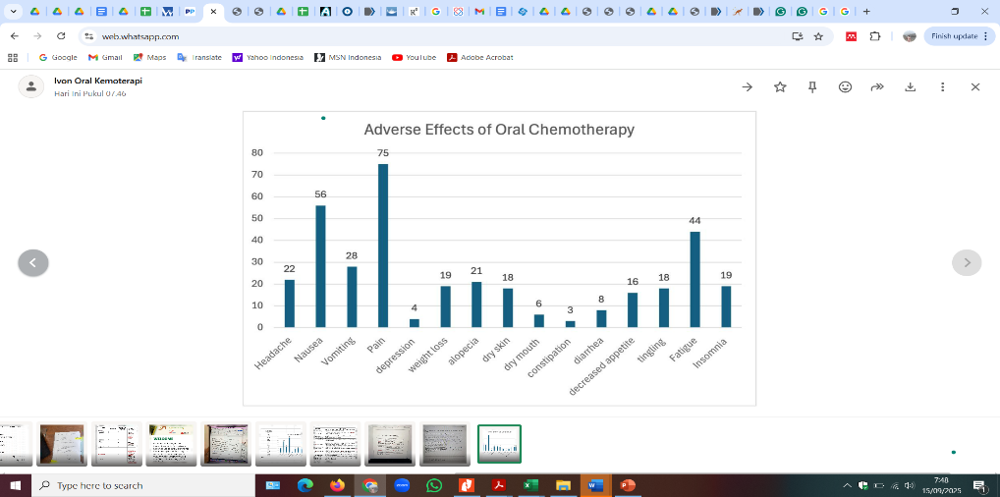 web.whatsapp.com
Finish update
Google
Gmail
Maps
Translate
Yahoo Indonesia
MSN Indonesia
YouTube
Adobe Acrobat
Ivon Oral Kemoterapi
Hari Ini Pukul 07.46
Adverse Effects of Oral Chemotherapy
80
70
60
50
40
30
20
10
0
22
56
28
75
4
19
21
18
6
3
8
16
18
44
19
Headache
Nausea
Vomiting
Pain
depression
weight loss
alopecia
dry skin
dry mouth
constipation
diarrhea
decreased appetite
tingling
Fatigue
Insomnia
Type here to search
7:48
15/09/2025